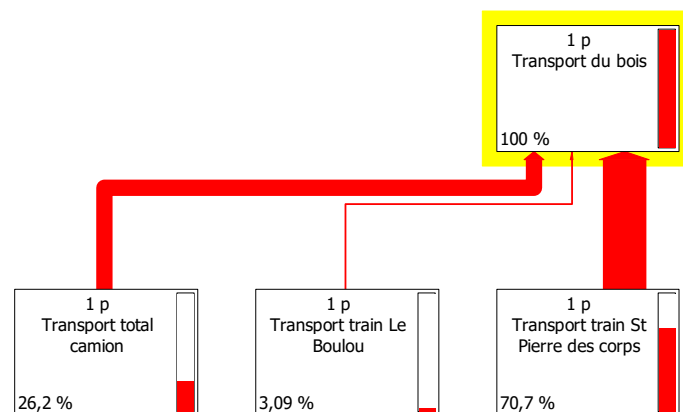 1 p
Transport du bois
100 %
1 p
Transport total
camion
26,2 %
1 p
Transport train Le
Boulou
3,09 %
1 p
Transport train St
Pierre des corps
70,7 %